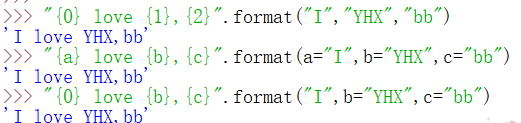 >>> "{0} love {1},{2}".format("I","YHX","bb")
'I love YHX,bb'
>>> "{a} love {b},{c}".format(a="I",b="YHX",c="bb")
'I love YHX,bb'
>>> "{0} love {b},{c}".format("I",b="YHX",c="bb")
'I love YHX,bb'